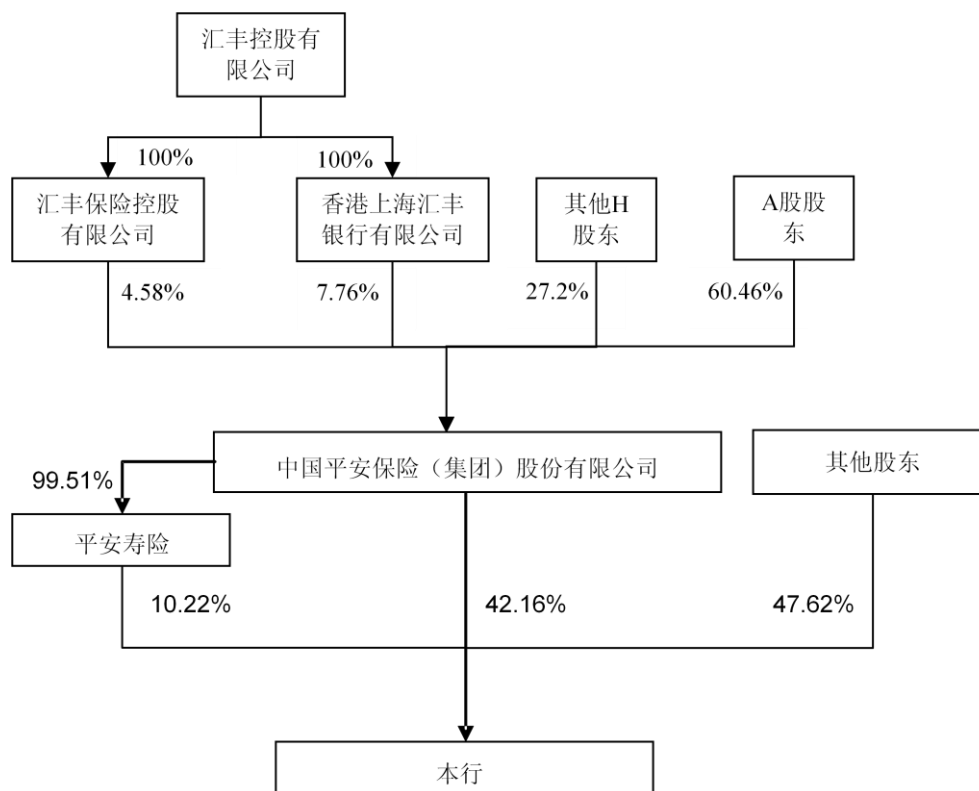 汇丰控股有
限公司
100%
100%
汇丰保险控股
有限公司
香港上海汇丰
银行有限公司
其他H
股东
A股股
东
4.58%
7.76%
27.2%
60.46%
中国平安保险（集团）股份有限公司
其他股东
99.51%
平安寿险
10.22%
42.16%
47.62%
本行